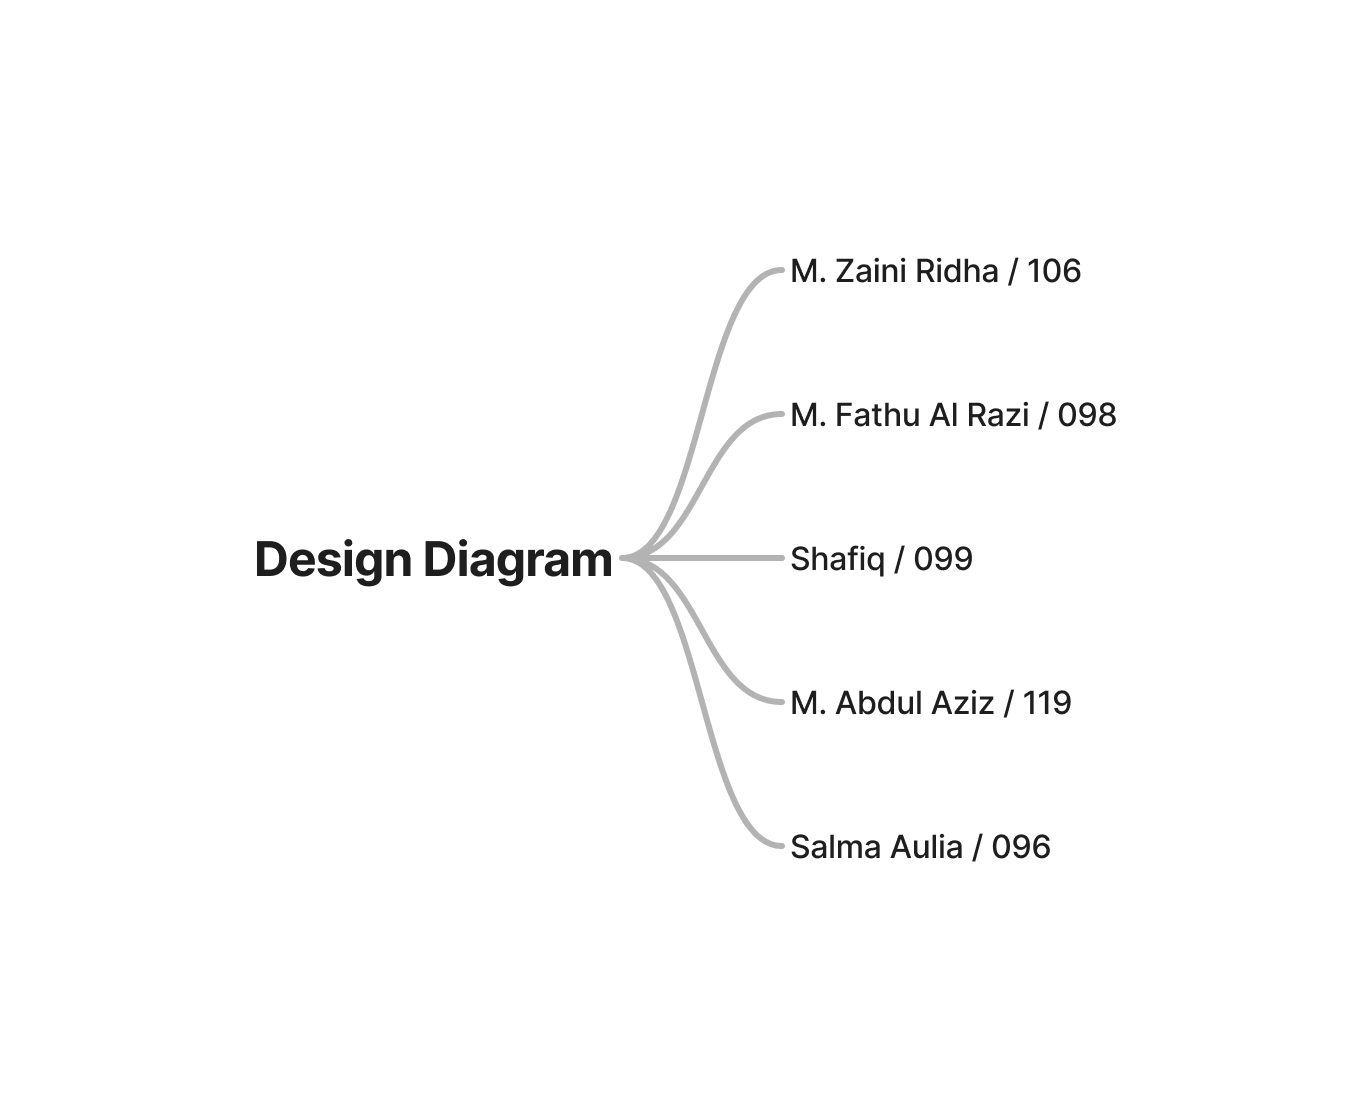 M. Zaini Ridha / 106
M. Fathu Al Razi / 098
Design Diagram
Shafiq / 099
M. Abdul Aziz / 119
Salma Aulia / 096